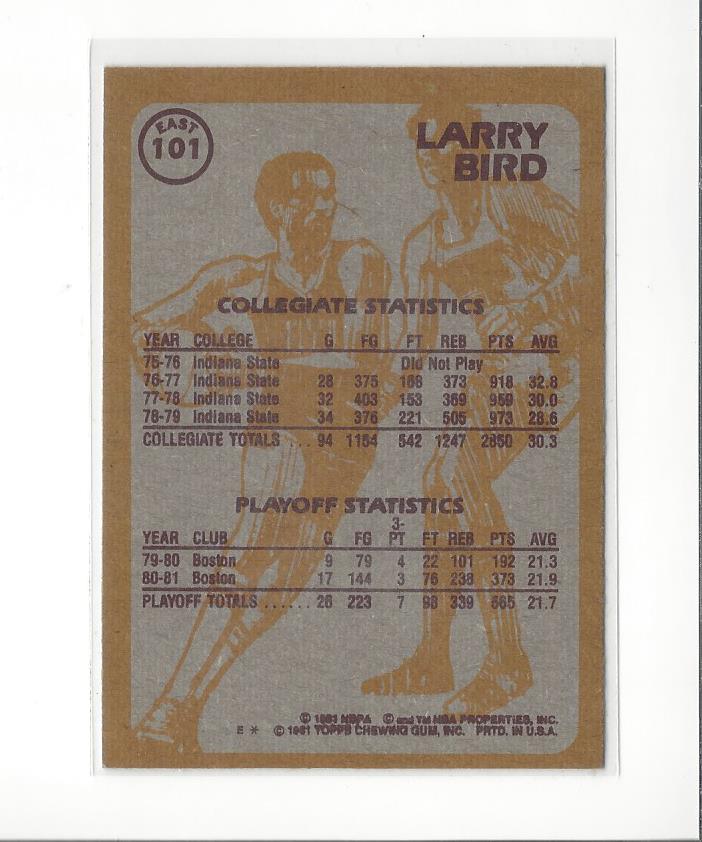 EAST
101
LARRY
BIRD
COLLEGIATE STATISTICS
YEAR COLLEGE G FG FT REB PTS AVG
75-76 Indiana State Did Not Play
76-77 Indiana State 28 375 168 373 918 32.8
77-78 Indiana State 32 403 153 369 959 30.0
78-79 Indiana State 34 376 221 505 973 28.6
COLLEGIATE TOTALS ... 94 1154 542 1247 2850 30.3
PLAYOFF STATISTICS
3-
YEAR CLUB G FG PT FT REB PTS AVG
79-80 Boston 9 79 4 22 101 192 21.3
80-81 Boston 17 144 3 76 238 373 21.9
PLAYOFF TOTALS ...... 26 223 7 98 339 565 21.7
© 1981 NBPA © and TM NBA PROPERTIES, INC.
E * © 1981 TOPPS CHEWING GUM, INC. PRTD. IN U.S.A.